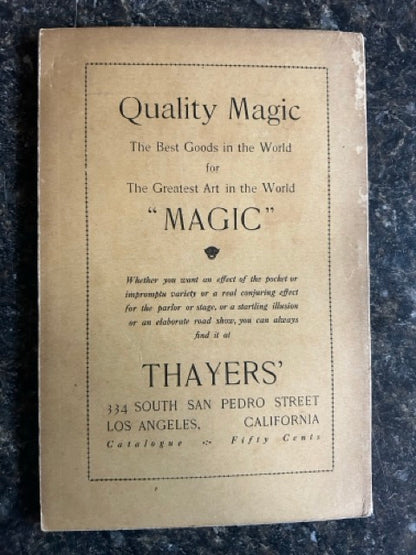 Quality Magic
The Best Goods in the World
for
The Greatest Art in the World
“MAGIC”
Whether you want an effect of the pocket or
impromptu variety or a real conjuring effect
for the parlor or stage, or a startling illusion
or an elaborate road show, you can always
find it at
THAYERS’
334 SOUTH SAN PEDRO STREET
LOS ANGELES, CALIFORNIA
Catalogue -:- Fifty Cents